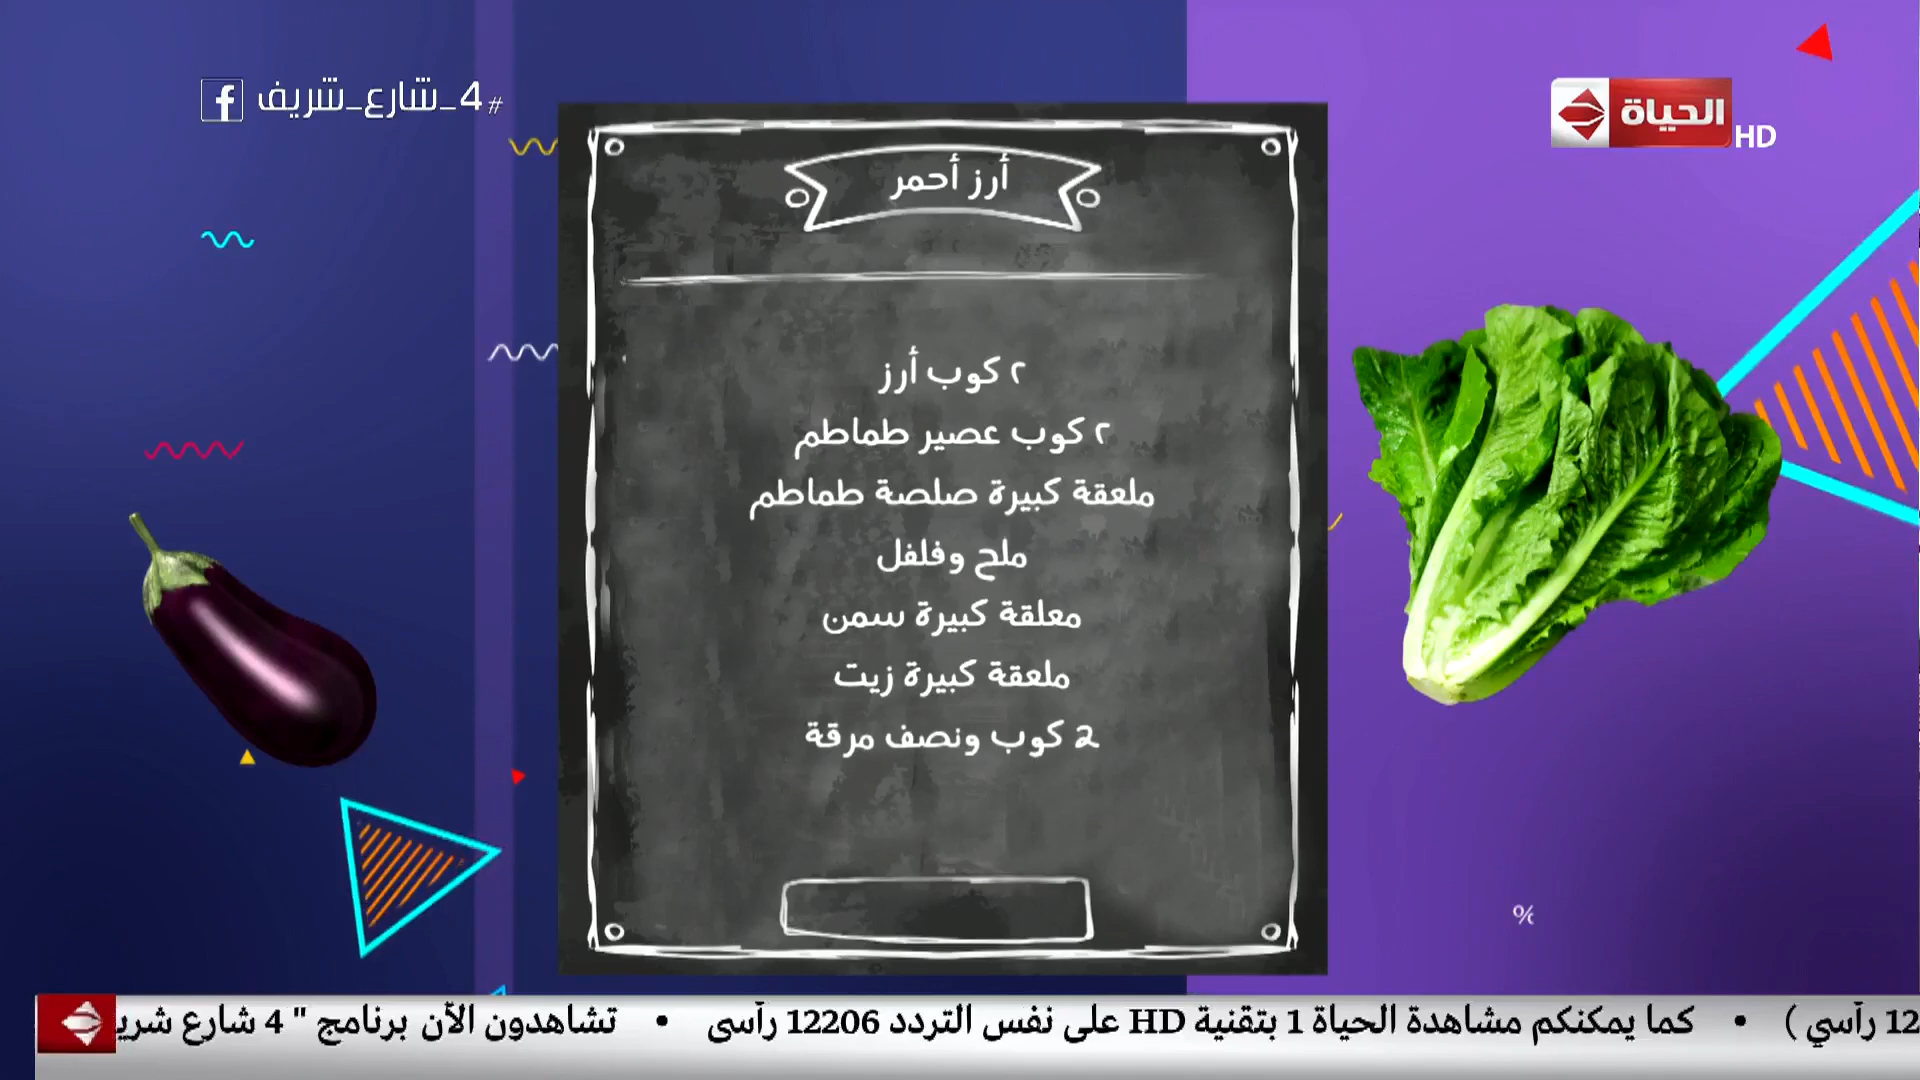 #4_شارع_شريف
الحياة
HD
أرز أحمر
٢ كوب أرز
٢ كوب عصير طماطم
ملعقة كبيرة صلصة طماطم
ملح وفلفل
معلقة كبيرة سمن
ملعقة كبيرة زيت
2 كوب ونصف مرقة
%
12 رآسي ) • كما يمكنكم مشاهدة الحياة 1 بتقنية HD على نفس التردد 12206 رآسى • تشاهدون الآن برنامج " 4 شارع شري